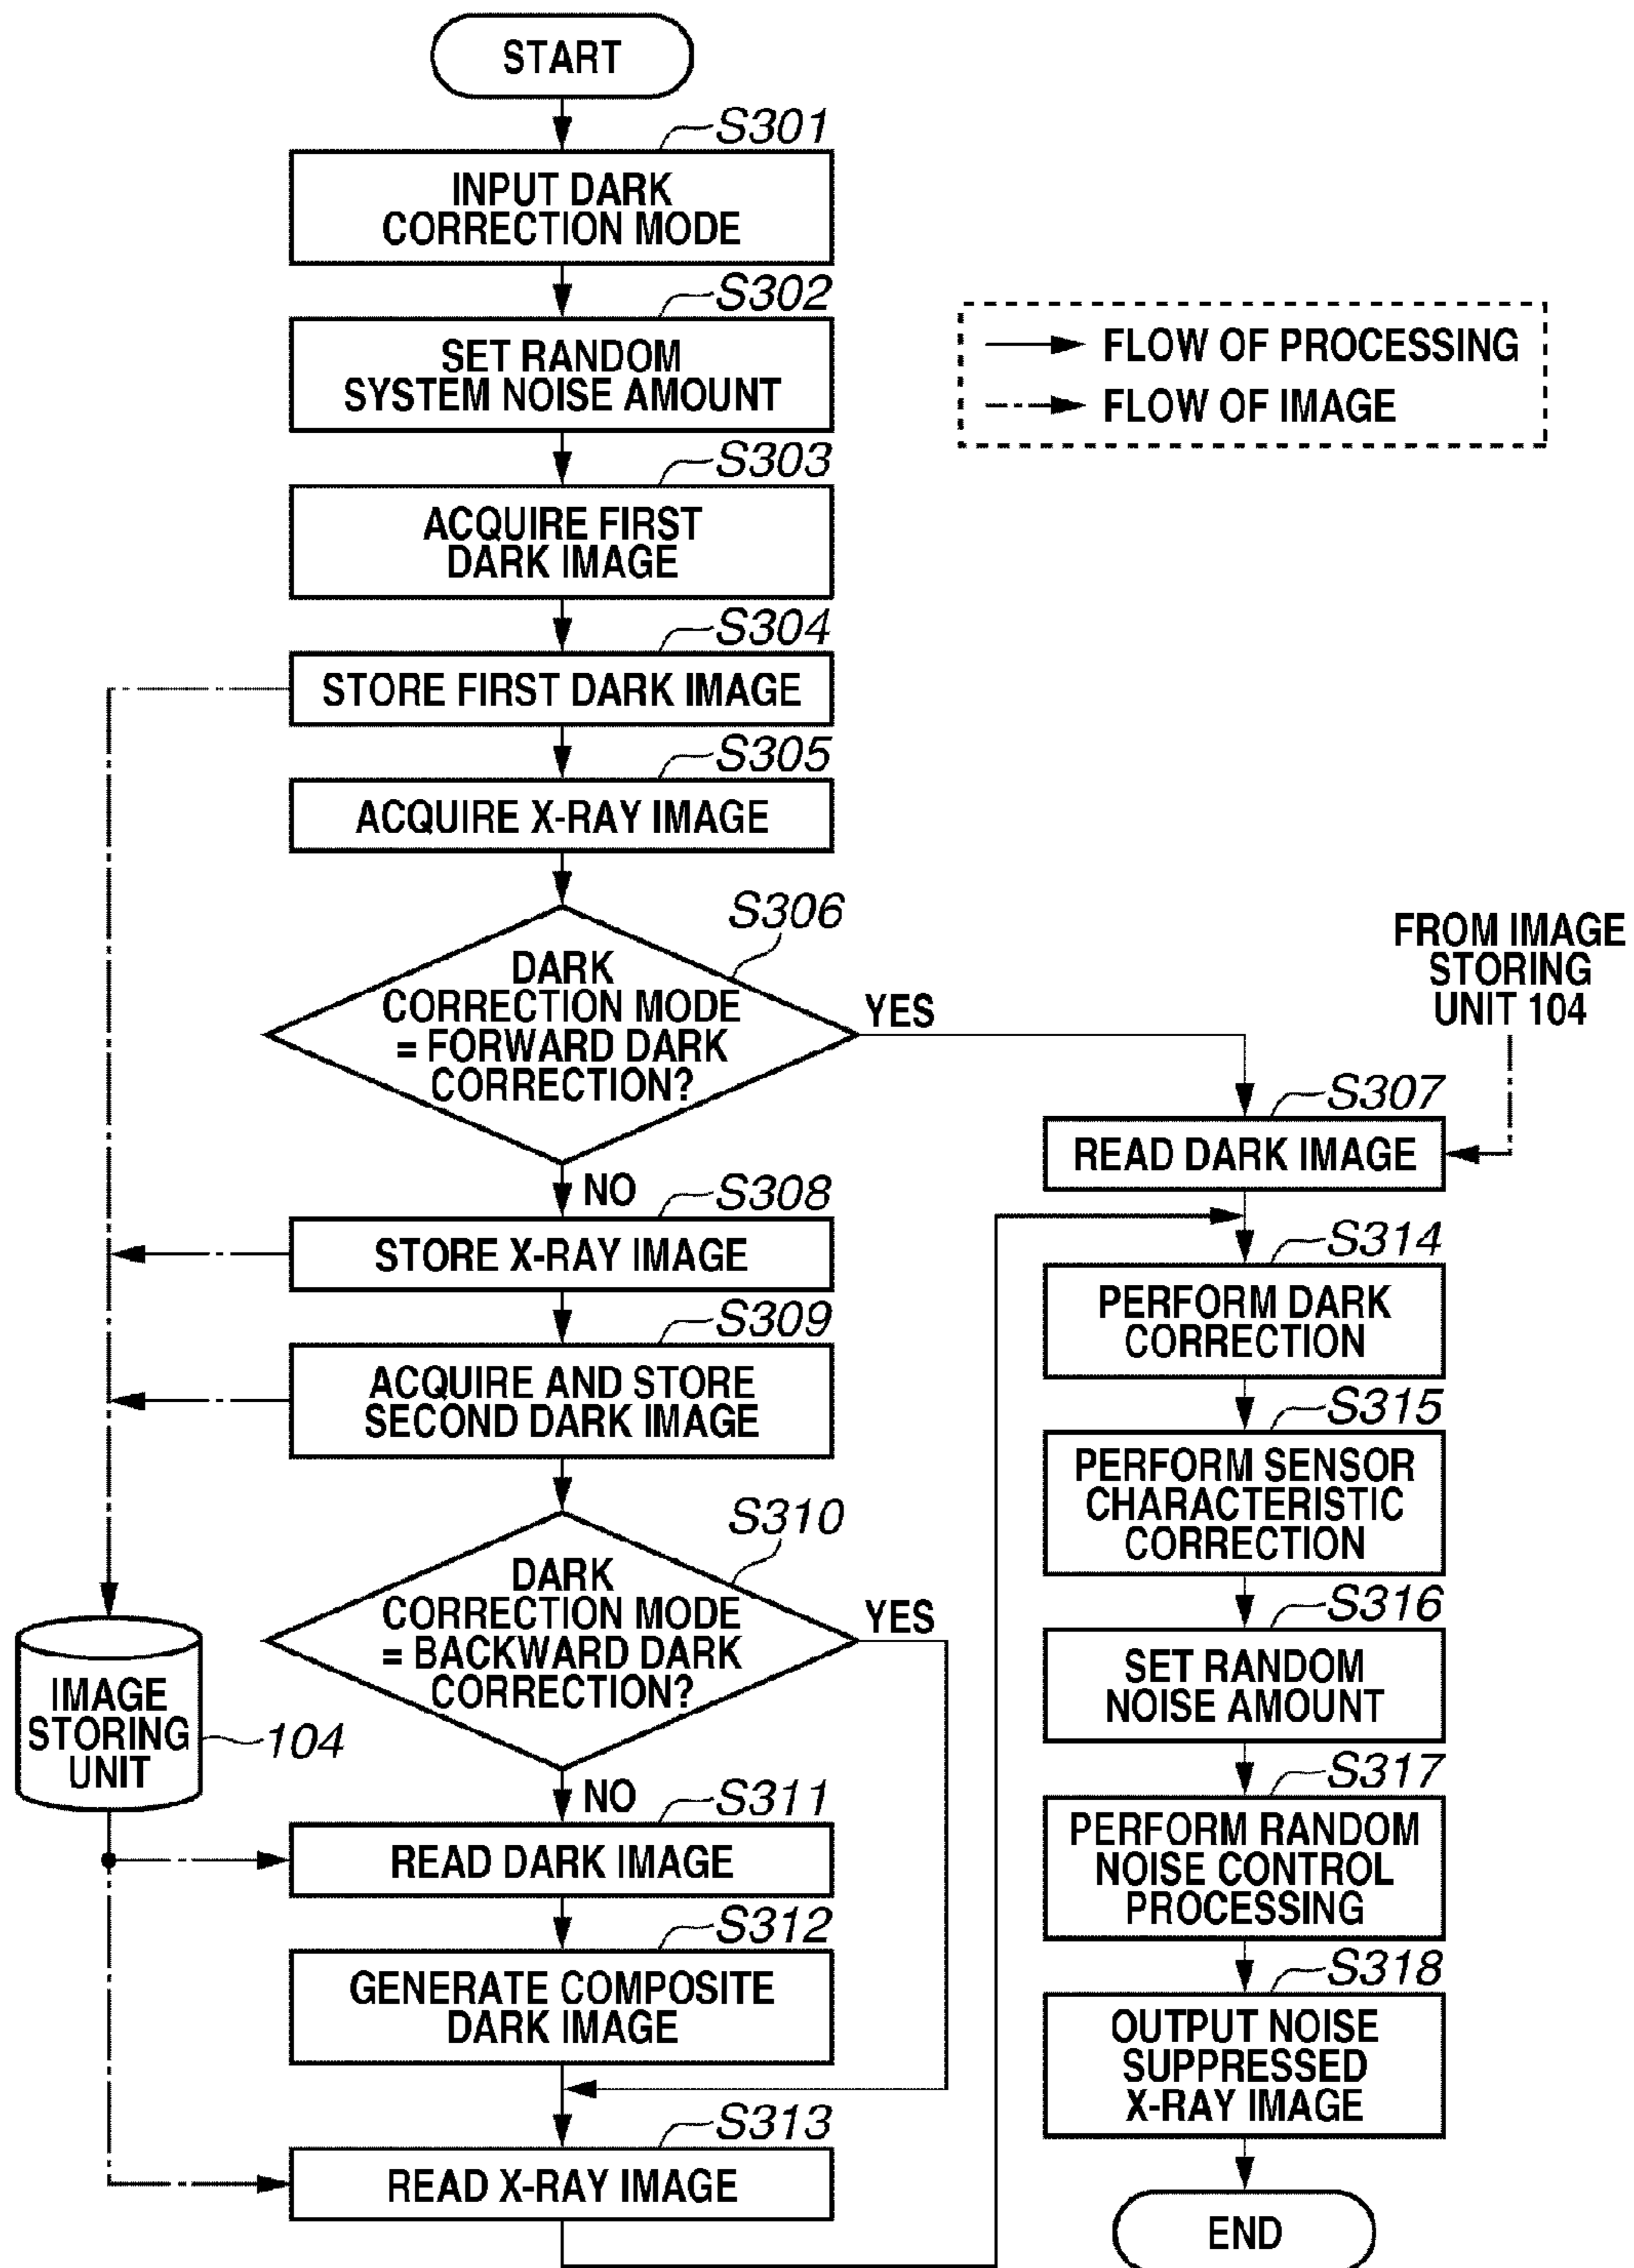 START
S301
INPUT DARK
CORRECTION MODE
S302
SET RANDOM
SYSTEM NOISE AMOUNT
FLOW OF PROCESSING
FLOW OF IMAGE
S303
ACQUIRE FIRST
DARK IMAGE
S304
STORE FIRST DARK IMAGE
S305
ACQUIRE X-RAY IMAGE
S306
DARK
CORRECTION MODE
= FORWARD DARK
CORRECTION?
YES
NO
FROM IMAGE
STORING
UNIT 104
S307
READ DARK IMAGE
S308
STORE X-RAY IMAGE
S309
ACQUIRE AND STORE
SECOND DARK IMAGE
S310
DARK
CORRECTION MODE
= BACKWARD DARK
CORRECTION?
YES
NO
IMAGE
STORING
UNIT
104
S311
READ DARK IMAGE
S312
GENERATE COMPOSITE
DARK IMAGE
S313
READ X-RAY IMAGE
S314
PERFORM DARK
CORRECTION
S315
PERFORM SENSOR
CHARACTERISTIC
CORRECTION
S316
SET RANDOM
NOISE AMOUNT
S317
PERFORM RANDOM
NOISE CONTROL
PROCESSING
S318
OUTPUT NOISE
SUPPRESSED
X-RAY IMAGE
END